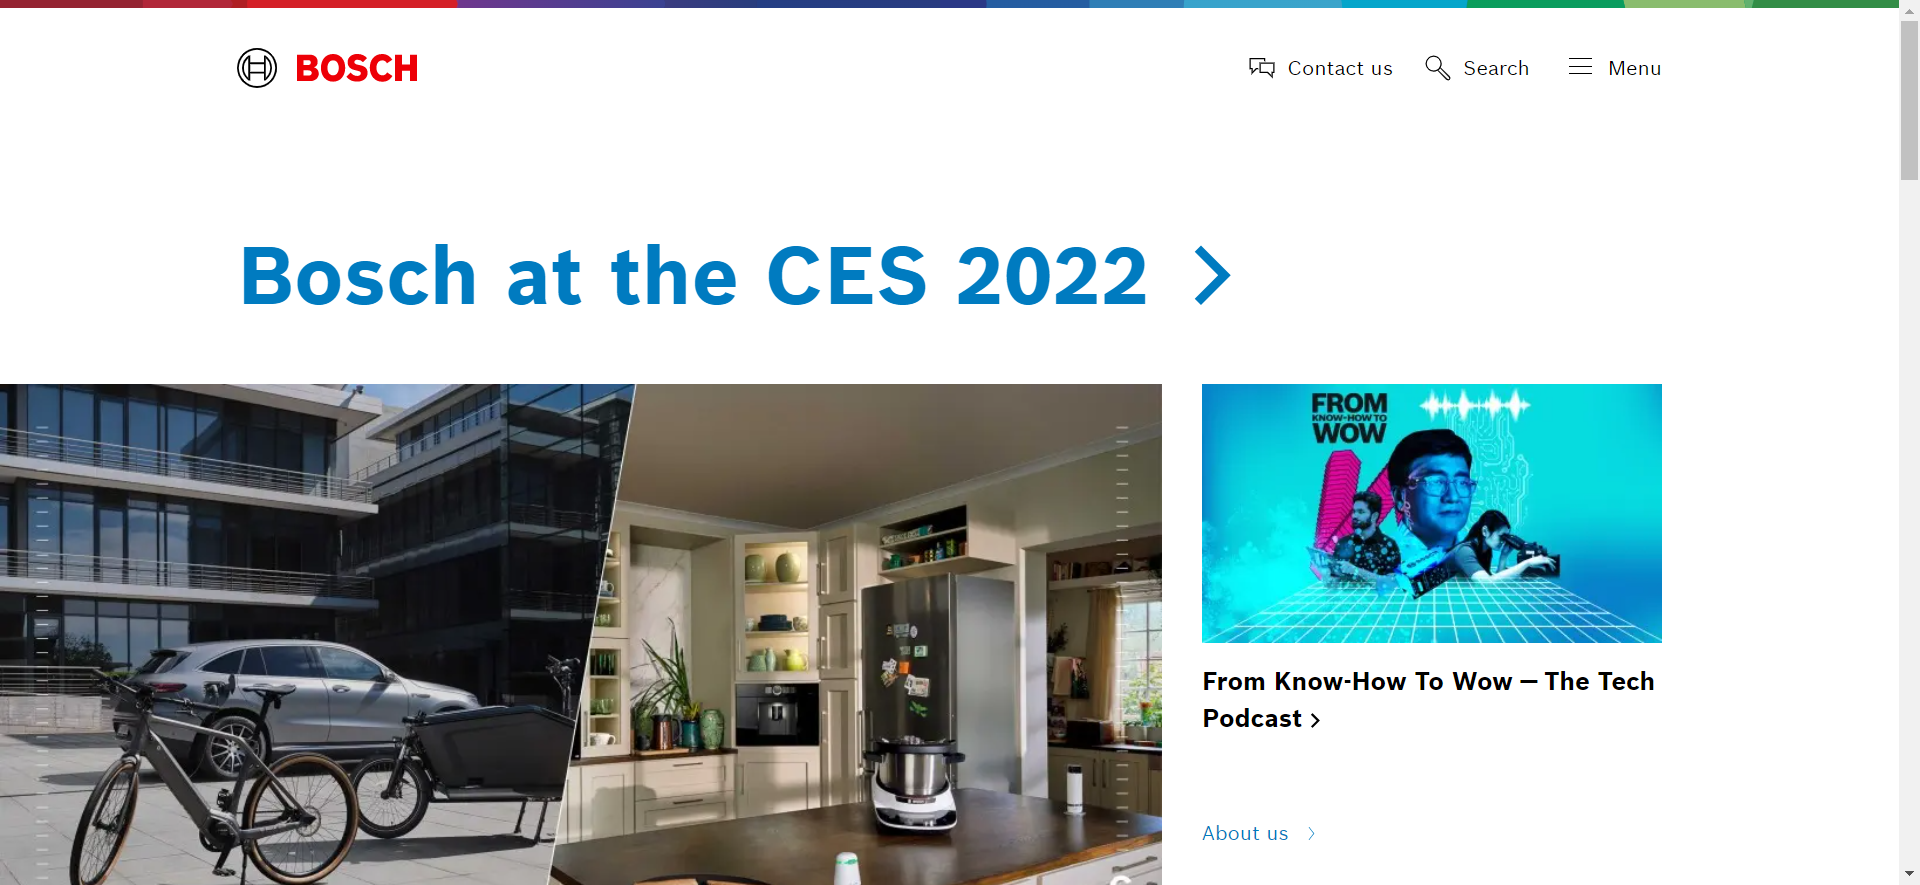 BOSCH
Contact us
Search
Menu
Bosch at the CES 2022
FROM
KNOW-HOW TO
WOW
From Know-How To Wow — The Tech
Podcast
About us